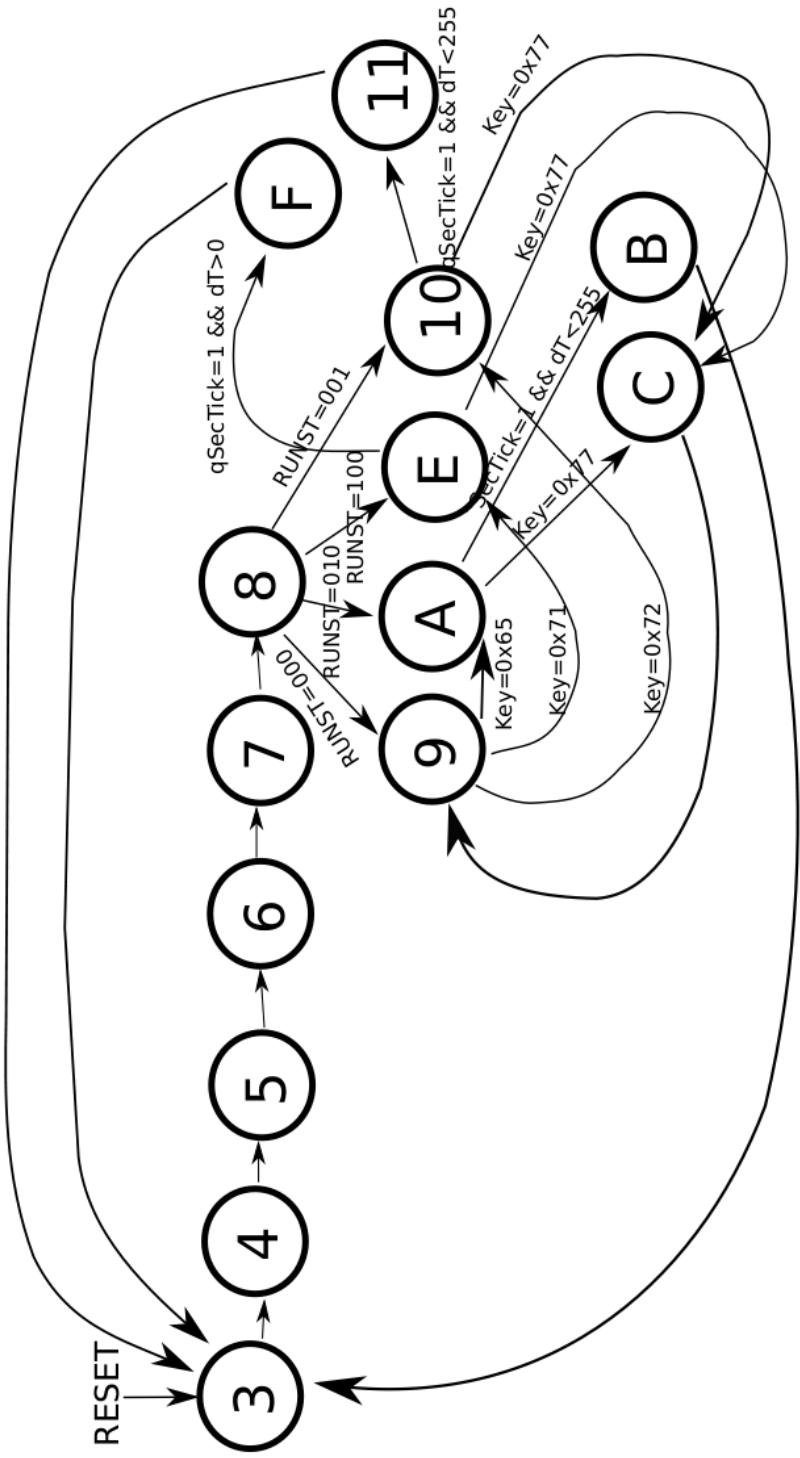 RESET
3
4
5
6
7
8
RUNST=000
RUNST=010
RUNST=100
RUNST=001
9
A
E
10
11
F
B
C
qSecTick=1 && dT>0
qSecTick=1 && dT<255
SecTick=1 && dT<255
Key=0x65
Key=0x71
Key=0x72
Key=0x77
Key=0x77
Key=0x77